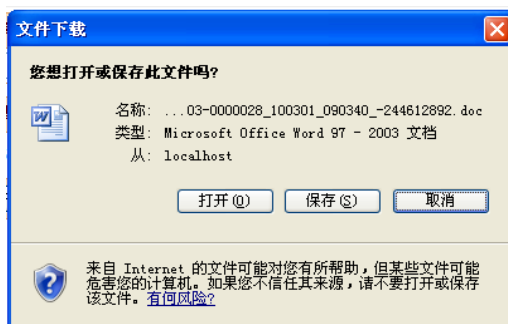 文件下载
您想打开或保存此文件吗?
名称: ...03-0000028_100301_090340_-244612892.doc
类型: Microsoft Office Word 97 - 2003 文档
从: localhost
打开(O) 保存(S) 取消
来自 Internet 的文件可能对您有所帮助，但某些文件可能
危害您的计算机。如果您不信任其来源，请不要打开或保存
该文件。有何风险?